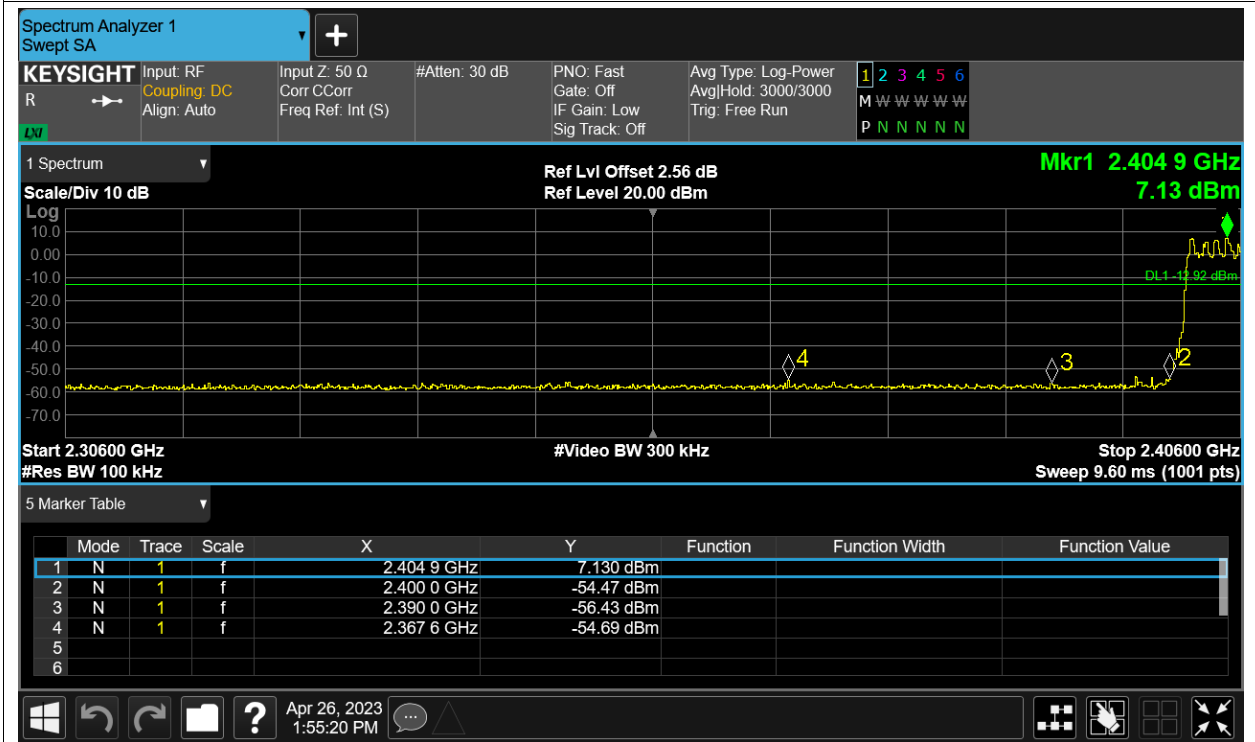 Spectrum Analyzer 1
Swept SA
+
KEYSIGHT Input: RF Input Z: 50 Ω #Atten: 30 dB PNO: Fast Avg Type: Log-Power 1 2 3 4 5 6
R Coupling: DC Corr CCorr Gate: Off Avg|Hold: 3000/3000 M W W W W W
Align: Auto Freq Ref: Int (S) IF Gain: Low Trig: Free Run P N N N N N
LXI Sig Track: Off
1 Spectrum Ref Lvl Offset 2.56 dB Mkr1 2.404 9 GHz
Scale/Div 10 dB Ref Level 20.00 dBm 7.13 dBm
Log
10.0
0.00
-10.0 DL1 -12.92 dBm
-20.0
-30.0
-40.0
4 3 2
-50.0
-60.0
-70.0
Start 2.30600 GHz #Video BW 300 kHz Stop 2.40600 GHz
#Res BW 100 kHz Sweep 9.60 ms (1001 pts)
5 Marker Table
Mode Trace Scale X Y Function Function Width Function Value
1 N 1 f 2.404 9 GHz 7.130 dBm
2 N 1 f 2.400 0 GHz -54.47 dBm
3 N 1 f 2.390 0 GHz -56.43 dBm
4 N 1 f 2.367 6 GHz -54.69 dBm
5
6
? Apr 26, 2023
1:55:20 PM